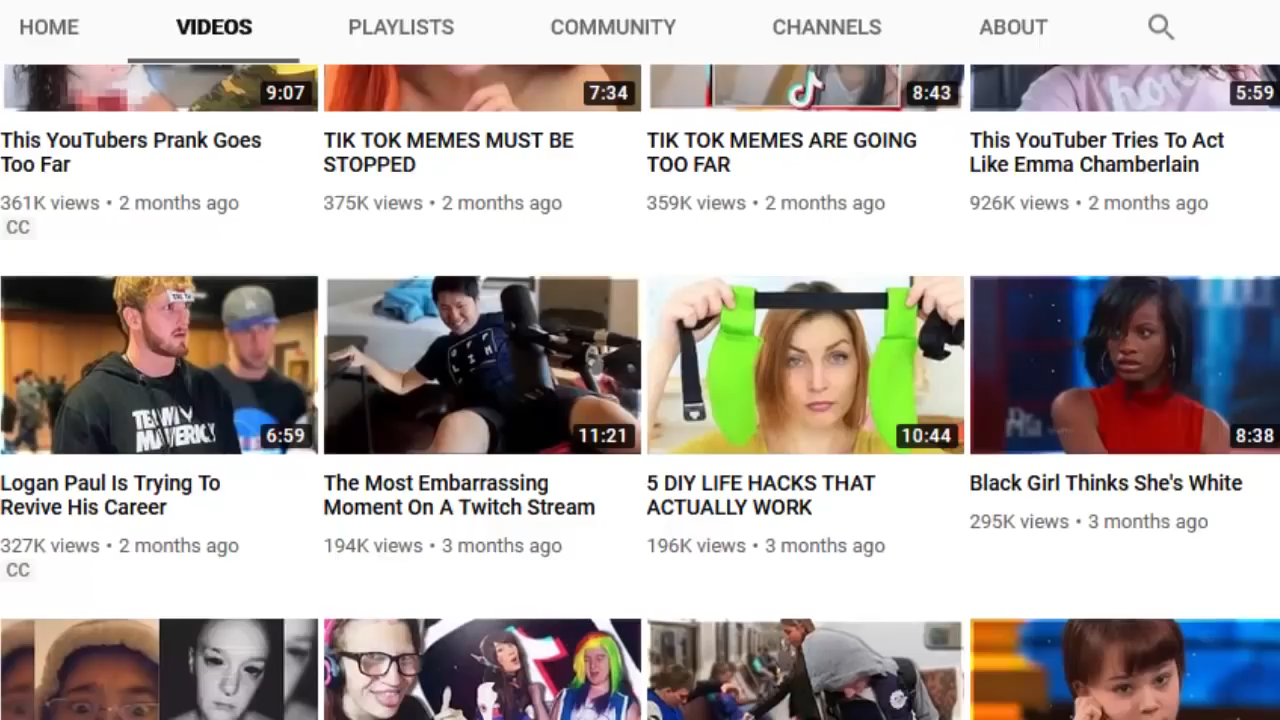 HOME VIDEOS PLAYLISTS COMMUNITY CHANNELS ABOUT
9:07 7:34 8:43 5:59
This YouTubers Prank Goes
Too Far
361K views • 2 months ago
CC
TIK TOK MEMES MUST BE
STOPPED
375K views • 2 months ago
TIK TOK MEMES ARE GOING
TOO FAR
359K views • 2 months ago
This YouTuber Tries To Act
Like Emma Chamberlain
926K views • 2 months ago
TEAM
MAVERICK
6:59 11:21 10:44 8:38
Logan Paul Is Trying To
Revive His Career
327K views • 2 months ago
CC
The Most Embarrassing
Moment On A Twitch Stream
194K views • 3 months ago
5 DIY LIFE HACKS THAT
ACTUALLY WORK
196K views • 3 months ago
Black Girl Thinks She's White
295K views • 3 months ago